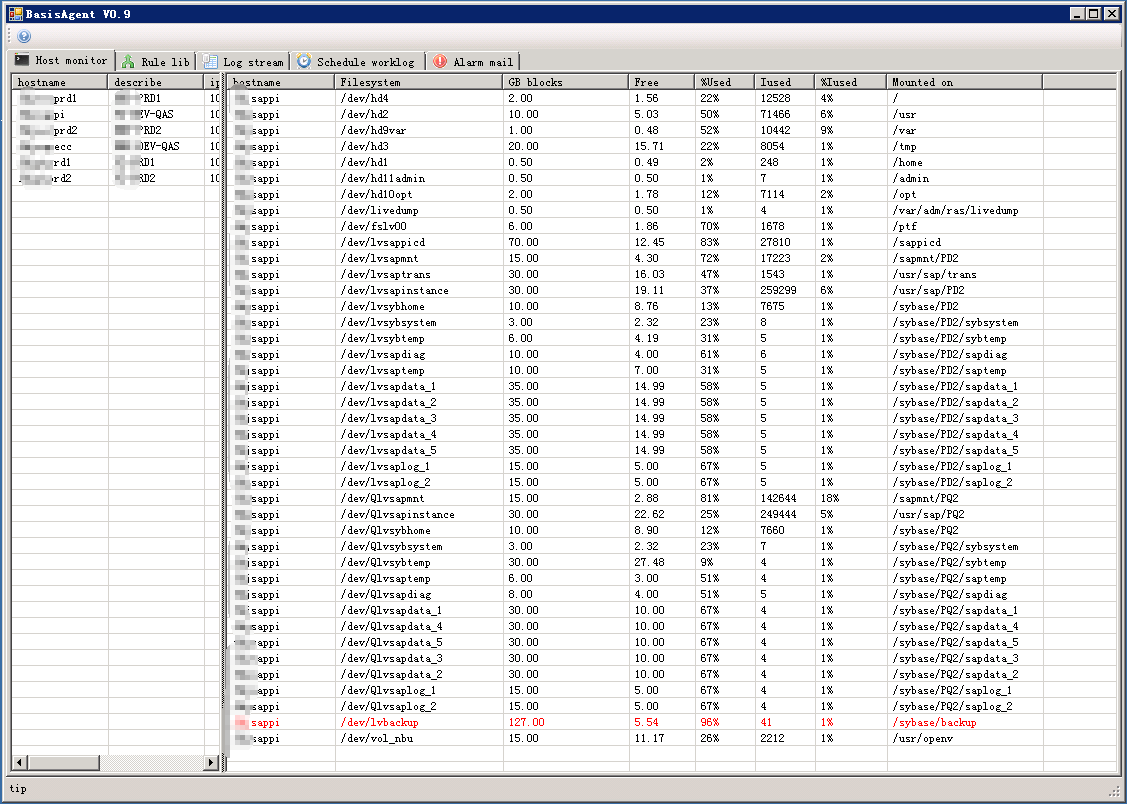 BasisAgent V0.9
Host monitor Rule lib Log stream Schedule worklog Alarm mail
hostname describe ip hostname Filesystem GB blocks Free %Used Iused %Iused Mounted on
prd1 PRD1 10 sappi /dev/hd4 2.00 1.56 22% 12528 4% /
pi EV-QAS 10 sappi /dev/hd2 10.00 5.03 50% 71466 6% /usr
prd2 PRD2 10 sappi /dev/hd9var 1.00 0.48 52% 10442 9% /var
ecc DEV-QAS 10 sappi /dev/hd3 20.00 15.71 22% 8054 1% /tmp
rd1 RD1 10 sappi /dev/hd1 0.50 0.49 2% 248 1% /home
ord2 RD2 10 sappi /dev/hd11admin 0.50 0.50 1% 7 1% /admin
sappi /dev/hd10opt 2.00 1.78 12% 7114 2% /opt
sappi /dev/livedump 0.50 0.50 1% 4 1% /var/adm/ras/livedump
sappi /dev/fslv00 6.00 1.86 70% 1678 1% /ptf
sappi /dev/lvsappicd 70.00 12.45 83% 27810 1% /sappicd
sappi /dev/lvsapmnt 15.00 4.30 72% 17223 2% /sapmnt/PD2
sappi /dev/lvsaptrans 30.00 16.03 47% 1543 1% /usr/sap/trans
sappi /dev/lvsapinstance 30.00 19.11 37% 259299 6% /usr/sap/PD2
sappi /dev/lvsybhome 10.00 8.76 13% 7675 1% /sybase/PD2
sappi /dev/lvsybsystem 3.00 2.32 23% 8 1% /sybase/PD2/sybsystem
sappi /dev/lvsybtemp 6.00 4.19 31% 5 1% /sybase/PD2/sybtemp
sappi /dev/lvsapdiag 10.00 4.00 61% 6 1% /sybase/PD2/sapdiag
jsappi /dev/lvsaptemp 10.00 7.00 31% 5 1% /sybase/PD2/saptemp
jsappi /dev/lvsapdata_1 35.00 14.99 58% 5 1% /sybase/PD2/sapdata_1
jsappi /dev/lvsapdata_2 35.00 14.99 58% 5 1% /sybase/PD2/sapdata_2
jsappi /dev/lvsapdata_3 35.00 14.99 58% 5 1% /sybase/PD2/sapdata_3
jsappi /dev/lvsapdata_4 35.00 14.99 58% 5 1% /sybase/PD2/sapdata_4
jsappi /dev/lvsapdata_5 35.00 14.99 58% 5 1% /sybase/PD2/sapdata_5
sappi /dev/lvsaplog_1 15.00 5.00 67% 5 1% /sybase/PD2/saplog_1
sappi /dev/lvsaplog_2 15.00 5.00 67% 5 1% /sybase/PD2/saplog_2
sappi /dev/Qlvsapmnt 15.00 2.88 81% 142644 18% /sapmnt/PQ2
sappi /dev/Qlvsapinstance 30.00 22.62 25% 249444 5% /usr/sap/PQ2
sappi /dev/Qlvsybhome 10.00 8.90 12% 7660 1% /sybase/PQ2
sappi /dev/Qlvsybsystem 3.00 2.32 23% 7 1% /sybase/PQ2/sybsystem
jsappi /dev/Qlvsybtemp 30.00 27.48 9% 4 1% /sybase/PQ2/sybtemp
jsappi /dev/Qlvsaptemp 6.00 3.00 51% 4 1% /sybase/PQ2/saptemp
jsappi /dev/Qlvsapdiag 8.00 4.00 51% 5 1% /sybase/PQ2/sapdiag
jsappi /dev/Qlvsapdata_1 30.00 10.00 67% 4 1% /sybase/PQ2/sapdata_1
sappi /dev/Qlvsapdata_4 30.00 10.00 67% 4 1% /sybase/PQ2/sapdata_4
sappi /dev/Qlvsapdata_5 30.00 10.00 67% 4 1% /sybase/PQ2/sapdata_5
sappi /dev/Qlvsapdata_3 30.00 10.00 67% 4 1% /sybase/PQ2/sapdata_3
sappi /dev/Qlvsapdata_2 30.00 10.00 67% 4 1% /sybase/PQ2/sapdata_2
sappi /dev/Qlvsaplog_1 15.00 5.00 67% 4 1% /sybase/PQ2/saplog_1
sappi /dev/Qlvsaplog_2 15.00 5.00 67% 4 1% /sybase/PQ2/saplog_2
sappi /dev/lvbackup 127.00 5.54 96% 41 1% /sybase/backup
sappi /dev/vol_nbu 15.00 11.17 26% 2212 1% /usr/openv
tip